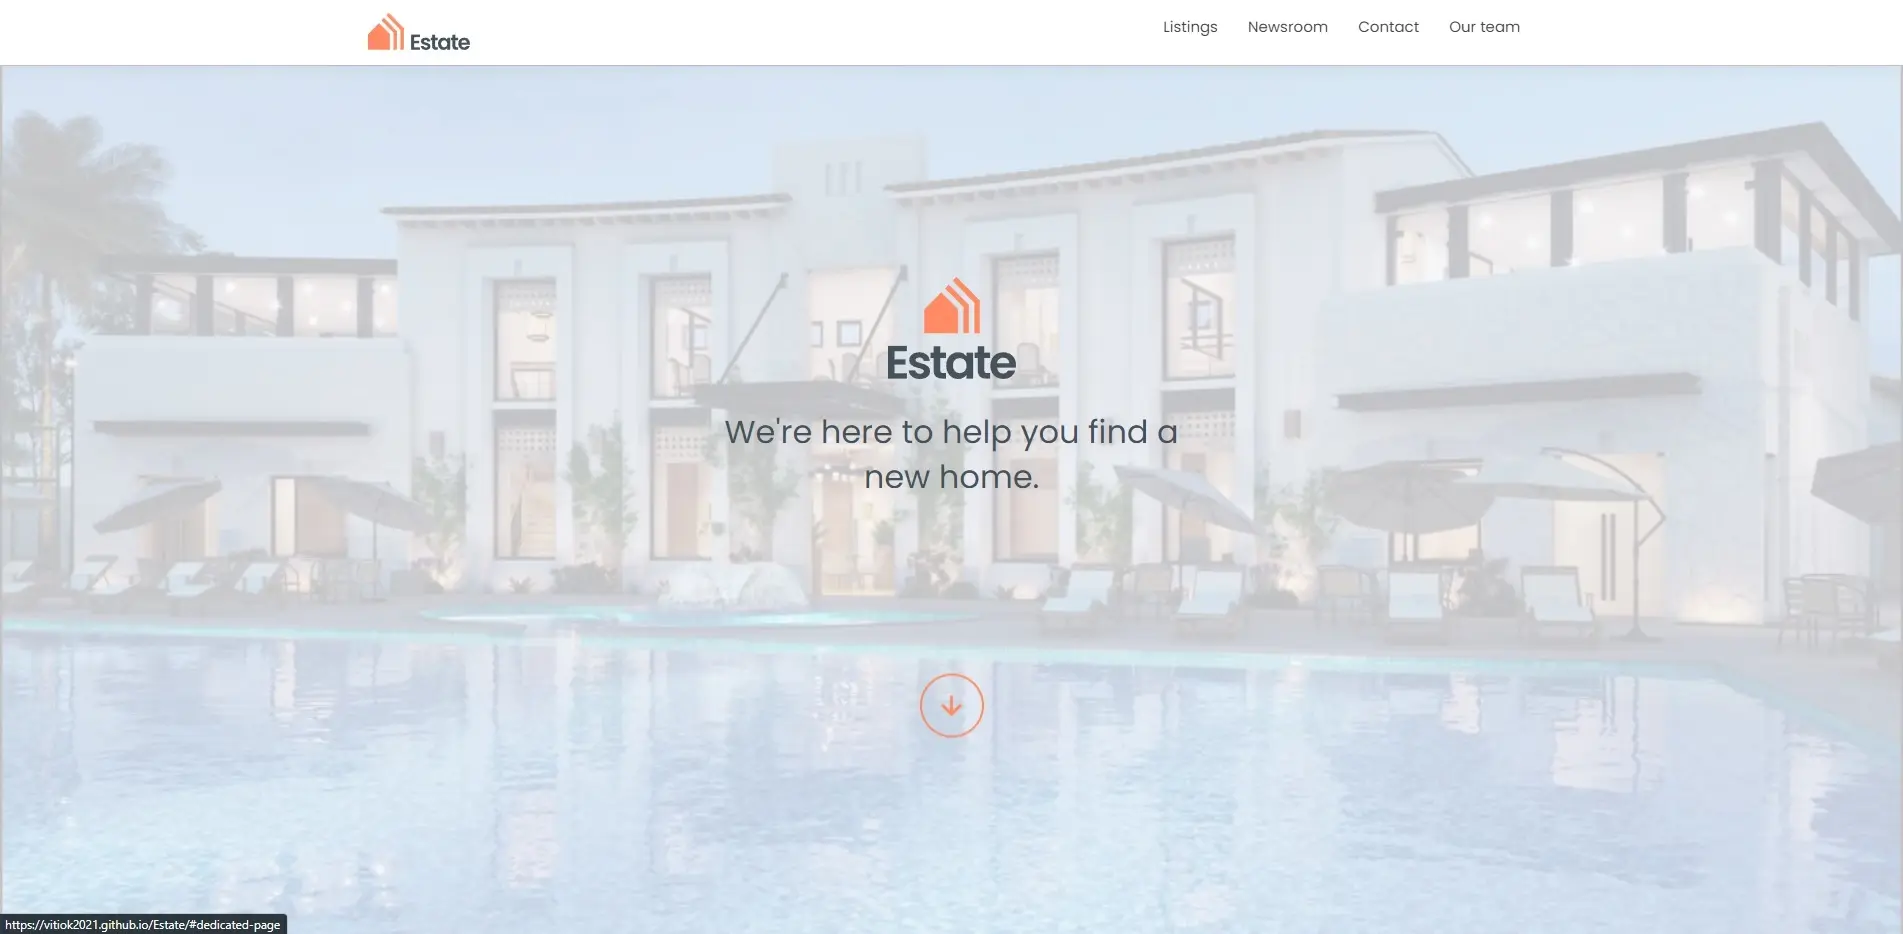 Estate
Listings Newsroom Contact Our team
Estate
We're here to help you find a
new home.
https://vitiok2021.github.io/Estate/#dedicated-page